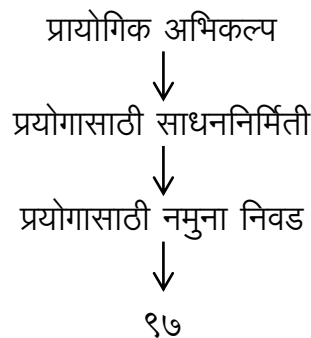 प्रायोगिक अभिकल्प
प्रयोगासाठी साधननिर्मिती
प्रयोगासाठी नमुना निवड
९७